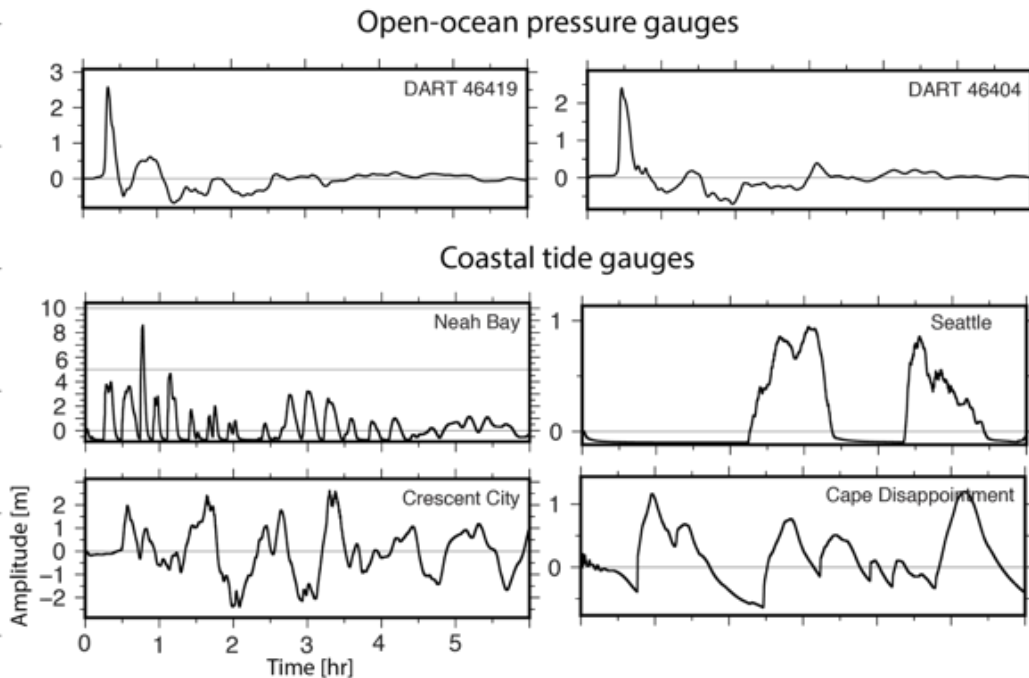 Open-ocean pressure gauges
3
2
1
0
DART 46419
2
1
0
DART 46404
Coastal tide gauges
10
8
6
4
2
0
Neah Bay
1
0
Seattle
Amplitude [m]
2
1
0
−1
−2
Crescent City
1
0
Cape Disappointment
0 1 2 3 4 5
Time [hr]